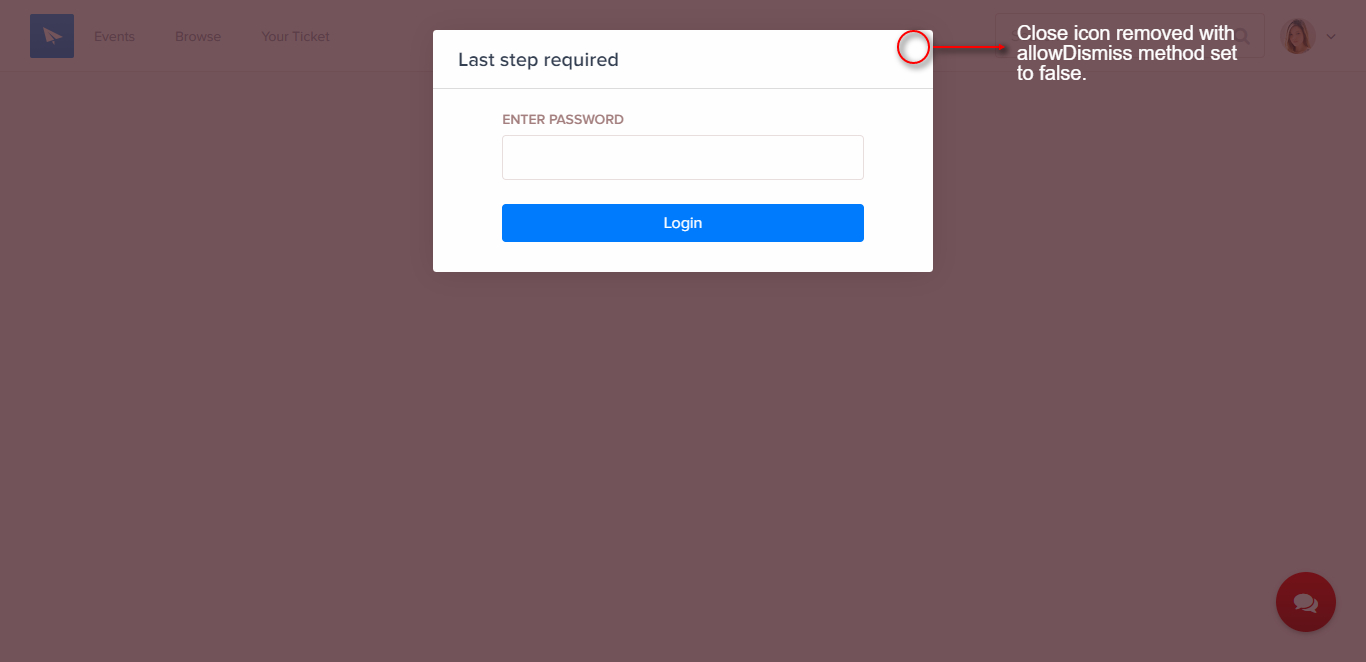 Events
Browse
Your Ticket
Last step required
Close icon removed with
allowDismiss method set
to false.
ENTER PASSWORD
Login